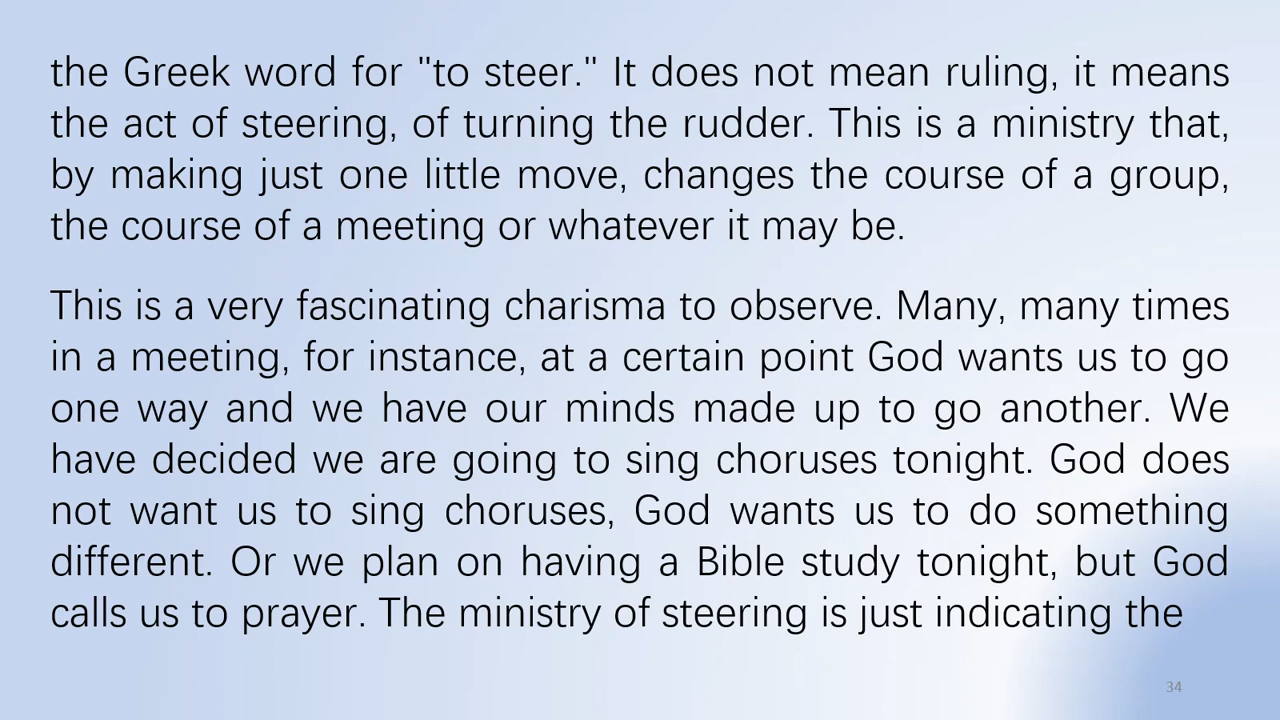 the Greek word for "to steer." It does not mean ruling, it means
the act of steering, of turning the rudder. This is a ministry that,
by making just one little move, changes the course of a group,
the course of a meeting or whatever it may be.
This is a very fascinating charisma to observe. Many, many times
in a meeting, for instance, at a certain point God wants us to go
one way and we have our minds made up to go another. We
have decided we are going to sing choruses tonight. God does
not want us to sing choruses, God wants us to do something
different. Or we plan on having a Bible study tonight, but God
calls us to prayer. The ministry of steering is just indicating the
34